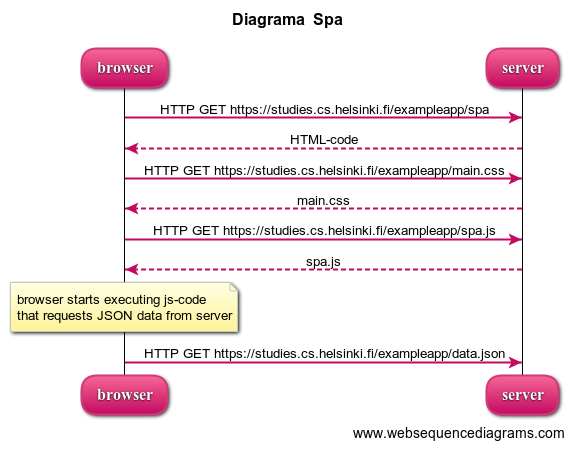 Diagrama Spa
browser
server
HTTP GET https://studies.cs.helsinki.fi/exampleapp/spa
HTML-code
HTTP GET https://studies.cs.helsinki.fi/exampleapp/main.css
main.css
HTTP GET https://studies.cs.helsinki.fi/exampleapp/spa.js
spa.js
browser starts executing js-code
that requests JSON data from server
HTTP GET https://studies.cs.helsinki.fi/exampleapp/data.json
browser
server
www.websequencediagrams.com